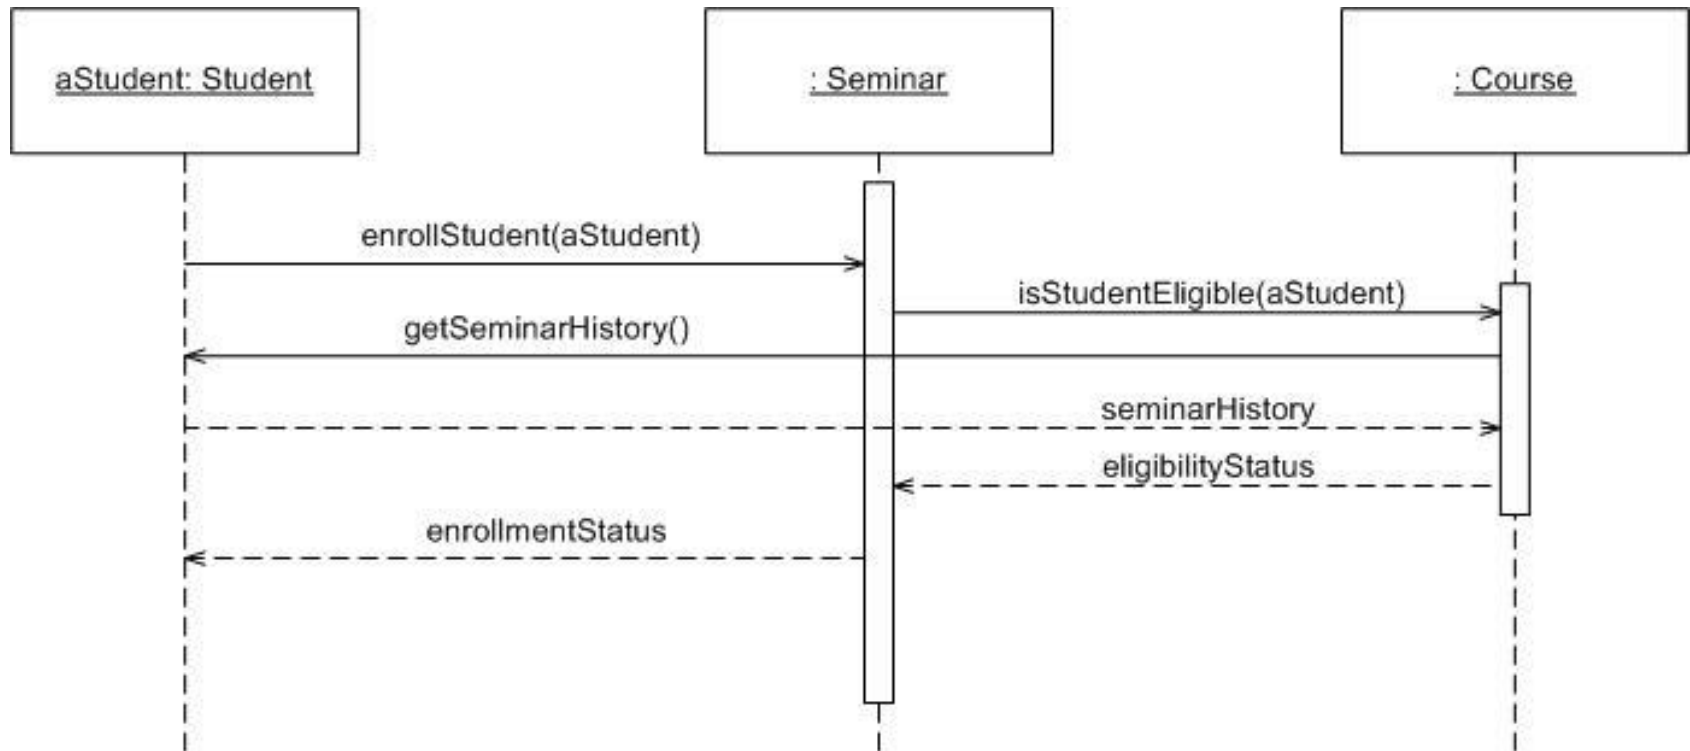 aStudent: Student
: Seminar
: Course
enrollStudent(aStudent)
isStudentEligible(aStudent)
getSeminarHistory()
seminarHistory
eligibilityStatus
enrollmentStatus